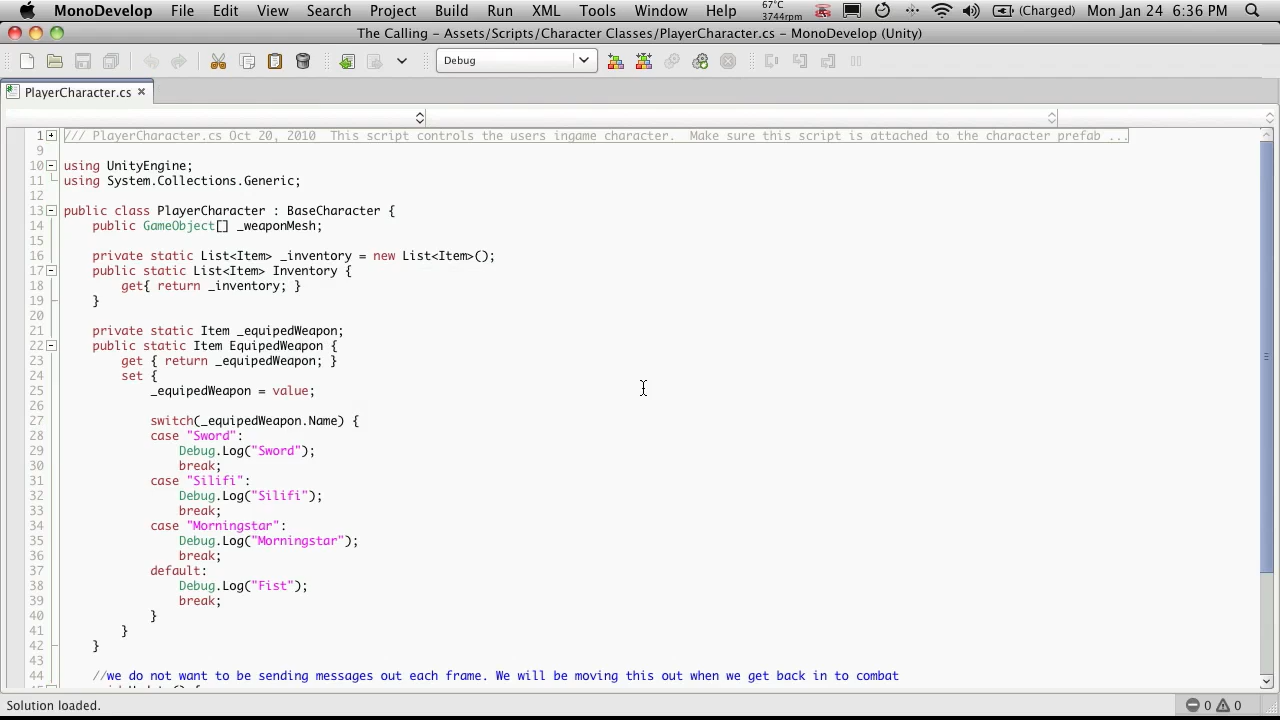 MonoDevelop File Edit View Search Project Build Run XML Tools Window Help 67°C 3744rpm (Charged) Mon Jan 24 6:36 PM
The Calling – Assets/Scripts/Character Classes/PlayerCharacter.cs – MonoDevelop (Unity)
Debug
PlayerCharacter.cs
1 /// PlayerCharacter.cs Oct 20, 2010 This script controls the users ingame character. Make sure this script is attached to the character prefab ...
9
10 using UnityEngine;
11 using System.Collections.Generic;
12
13 public class PlayerCharacter : BaseCharacter {
14 public GameObject[] _weaponMesh;
15
16 private static List<Item> _inventory = new List<Item>();
17 public static List<Item> Inventory {
18 get{ return _inventory; }
19 }
20
21 private static Item _equipedWeapon;
22 public static Item EquipedWeapon {
23 get { return _equipedWeapon; }
24 set {
25 _equipedWeapon = value;
26
27 switch(_equipedWeapon.Name) {
28 case "Sword":
29 Debug.Log("Sword");
30 break;
31 case "Silifi":
32 Debug.Log("Silifi");
33 break;
34 case "Morningstar":
35 Debug.Log("Morningstar");
36 break;
37 default:
38 Debug.Log("Fist");
39 break;
40 }
41 }
42 }
43
44 //we do not want to be sending messages out each frame. We will be moving this out when we get back in to combat
Solution loaded. 0 0